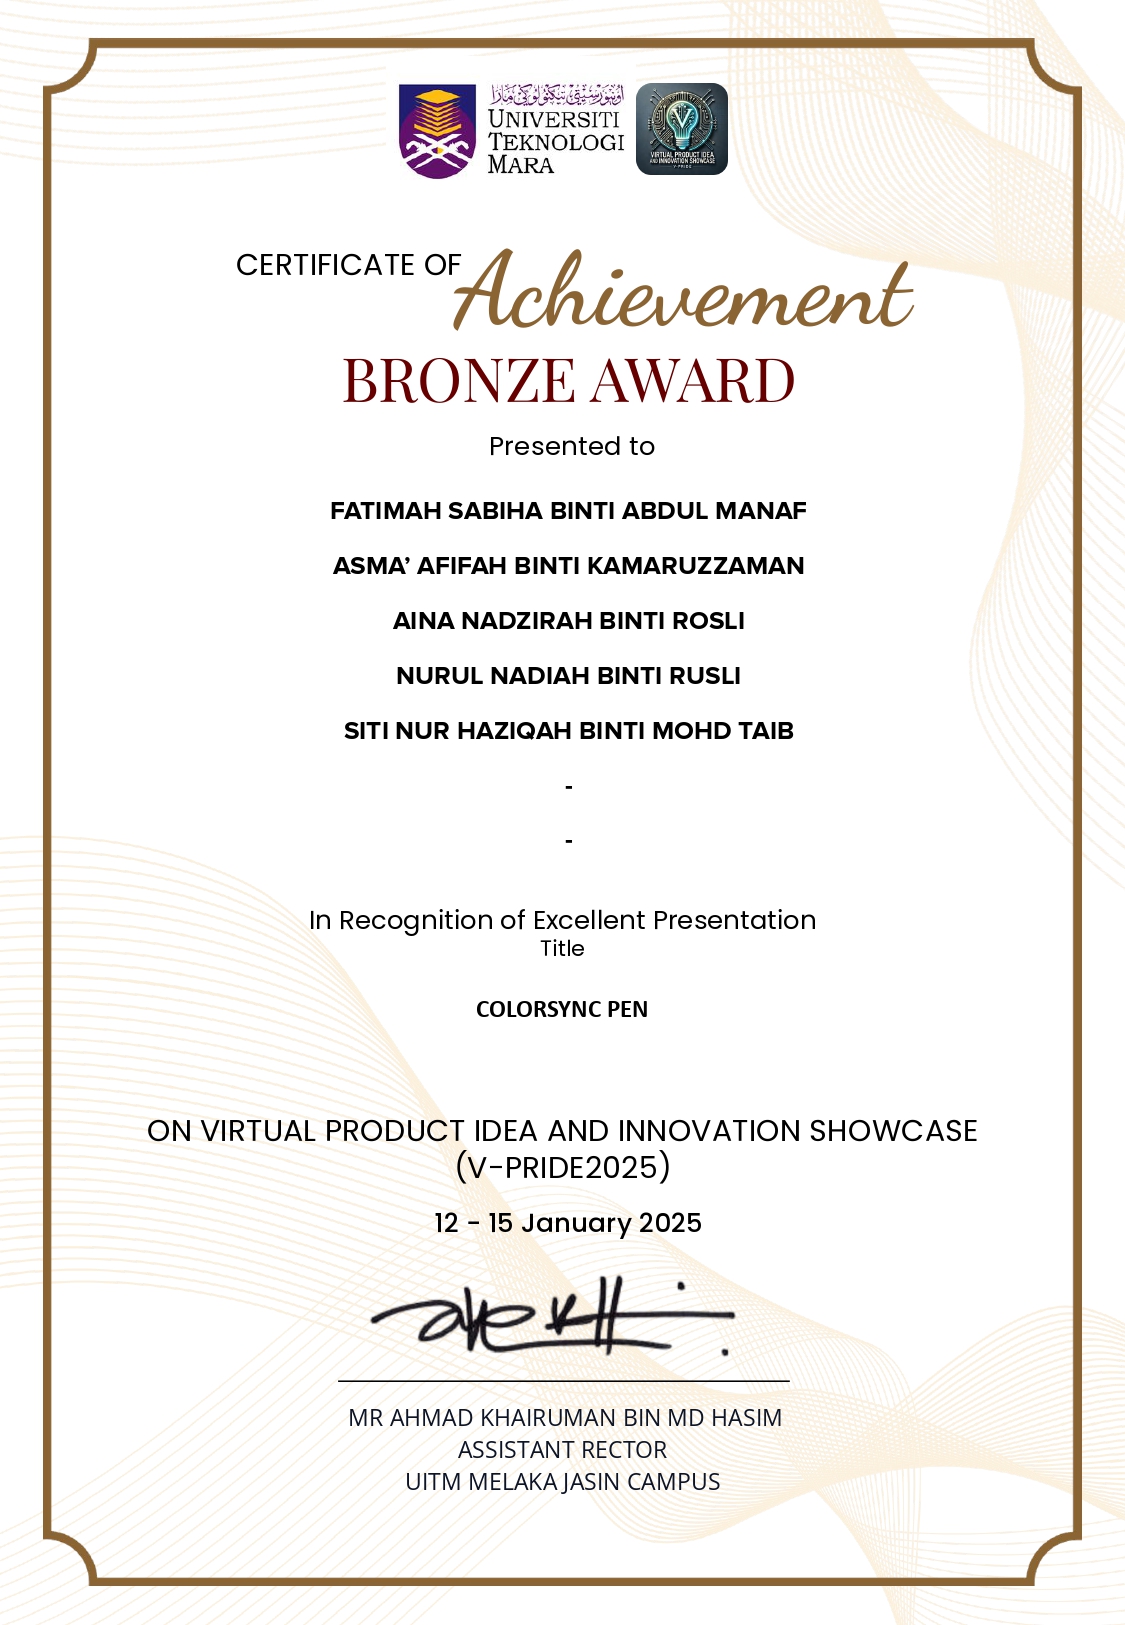 اونيۏرسيتي تيكنولوڬي مارا
UNIVERSITI
TEKNOLOGI
MARA
VIRTUAL PRODUCT IDEA
AND INNOVATION SHOWCASE
V-PRIDE
CERTIFICATE OF Achievement
BRONZE AWARD
Presented to
FATIMAH SABIHA BINTI ABDUL MANAF
ASMA’ AFIFAH BINTI KAMARUZZAMAN
AINA NADZIRAH BINTI ROSLI
NURUL NADIAH BINTI RUSLI
SITI NUR HAZIQAH BINTI MOHD TAIB
-
-
In Recognition of Excellent Presentation
Title
COLORSYNC PEN
ON VIRTUAL PRODUCT IDEA AND INNOVATION SHOWCASE
(V-PRIDE2025)
12 - 15 January 2025
MR AHMAD KHAIRUMAN BIN MD HASIM
ASSISTANT RECTOR
UITM MELAKA JASIN CAMPUS